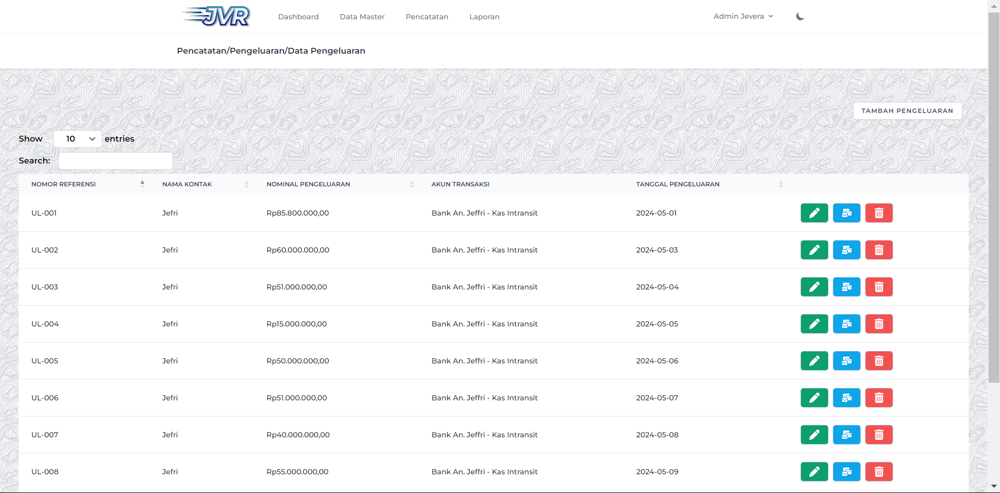 JVR Dashboard Data Master Pencatatan Laporan Admin Jevera
Pencatatan/Pengeluaran/Data Pengeluaran
TAMBAH PENGELUARAN
Show 10 entries
Search:
NOMOR REFERENSI NAMA KONTAK NOMINAL PENGELUARAN AKUN TRANSAKSI TANGGAL PENGELUARAN
UL-001 Jefri Rp85.800.000,00 Bank An. Jeffri - Kas Intransit 2024-05-01
UL-002 Jefri Rp60.000.000,00 Bank An. Jeffri - Kas Intransit 2024-05-03
UL-003 Jefri Rp51.000.000,00 Bank An. Jeffri - Kas Intransit 2024-05-04
UL-004 Jefri Rp15.000.000,00 Bank An. Jeffri - Kas Intransit 2024-05-05
UL-005 Jefri Rp50.000.000,00 Bank An. Jeffri - Kas Intransit 2024-05-06
UL-006 Jefri Rp51.000.000,00 Bank An. Jeffri - Kas Intransit 2024-05-07
UL-007 Jefri Rp40.000.000,00 Bank An. Jeffri - Kas Intransit 2024-05-08
UL-008 Jefri Rp55.000.000,00 Bank An. Jeffri - Kas Intransit 2024-05-09